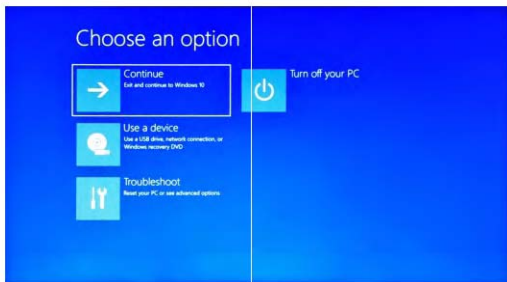 Choose an option
Continue
Exit and continue to Windows 10
Turn off your PC
Use a device
Use a USB drive, network connection, or
Windows recovery DVD
Troubleshoot
Reset your PC or see advanced options